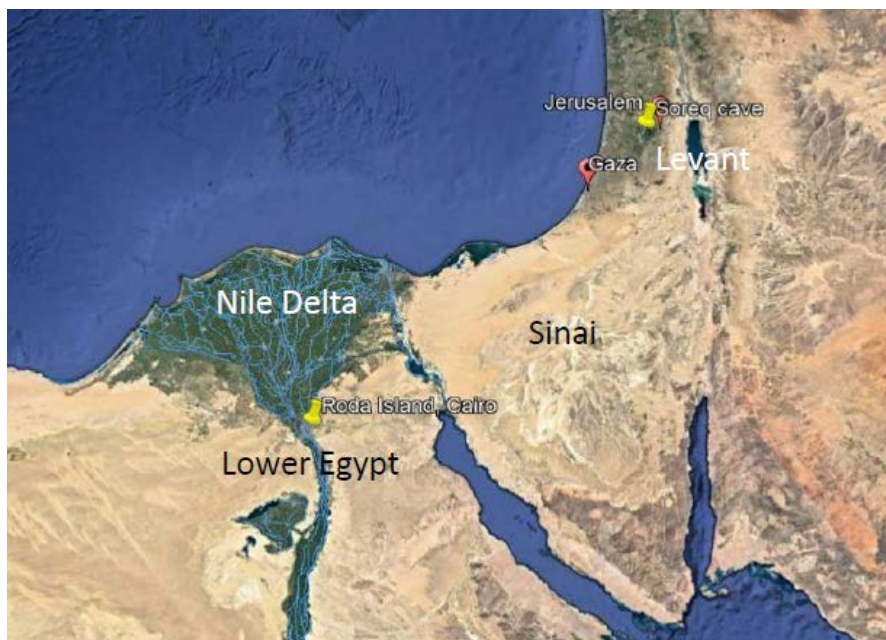 Jerusalem
Soreq cave
Levant
Gaza
Nile Delta
Sinai
Roda Island, Cairo
Lower Egypt